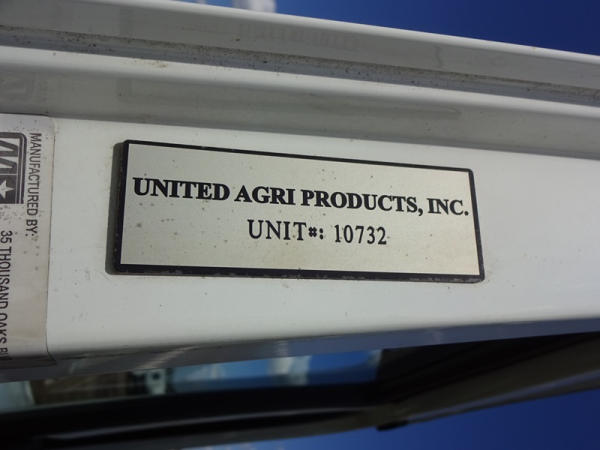 UNITED AGRI PRODUCTS, INC.
UNIT#: 10732
MANUFACTURED BY:
35 THOUSAND OAKS